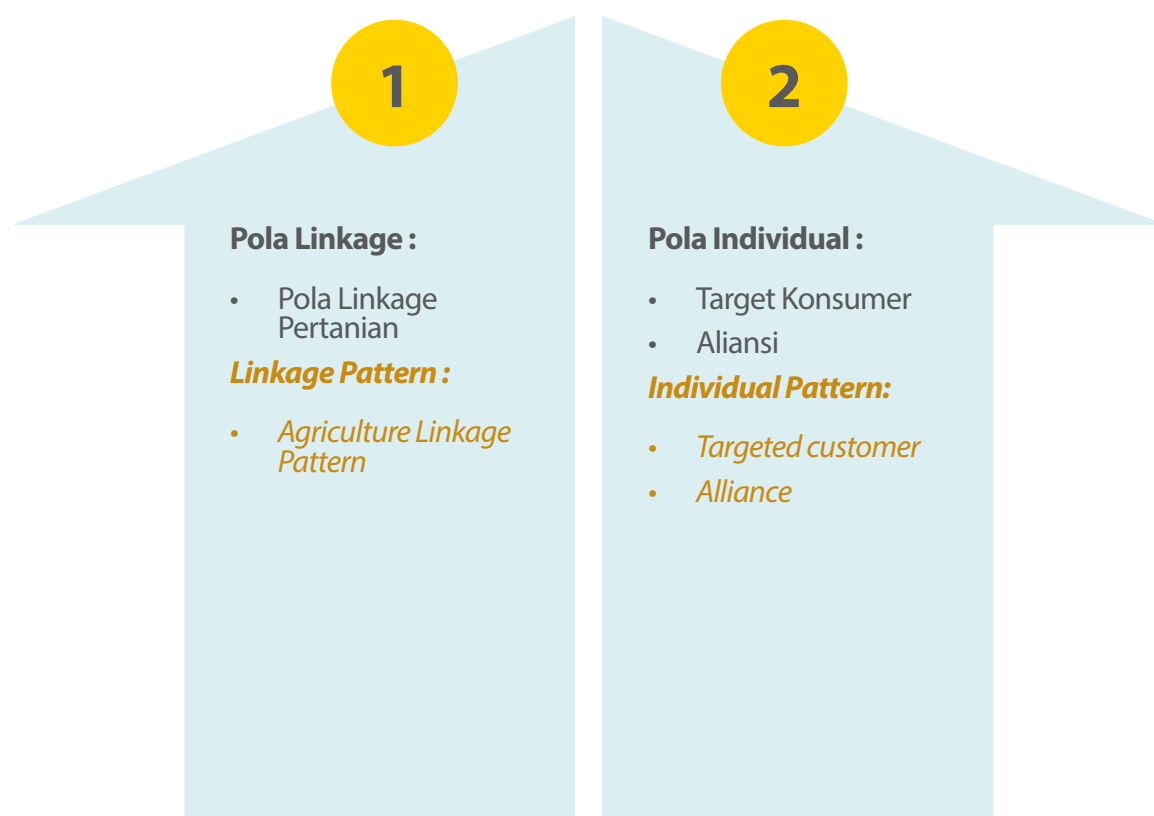 1
Pola Linkage :
• Pola Linkage
Pertanian
Linkage Pattern :
• Agriculture Linkage
Pattern
2
Pola Individual :
• Target Konsumer
• Aliansi
Individual Pattern:
• Targeted customer
• Alliance